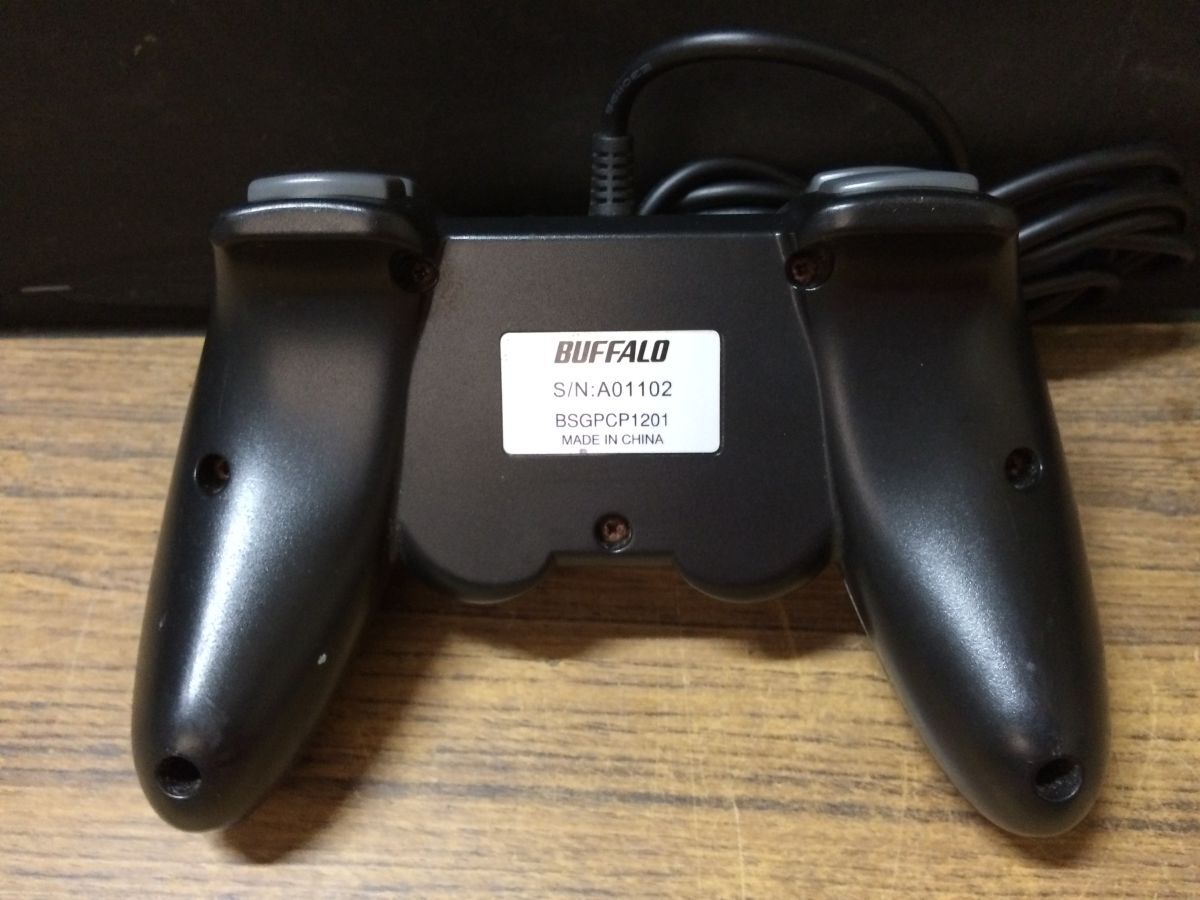 BUFFALO
S/N:A01102
BSGPCP1201
MADE IN CHINA